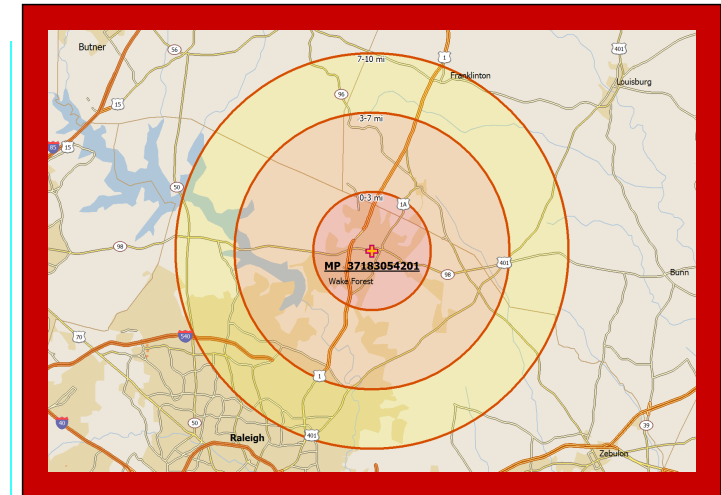 7-10 mi
Butner
56
1
401
Franklinton
Louisburg
96
15
3-7 mi
85
15
50
0-3 mi
1A
98
401
MP_37183054201
98
Bunn
Wake Forest
70
540
1
40
50
401
39
Raleigh
Zebulon